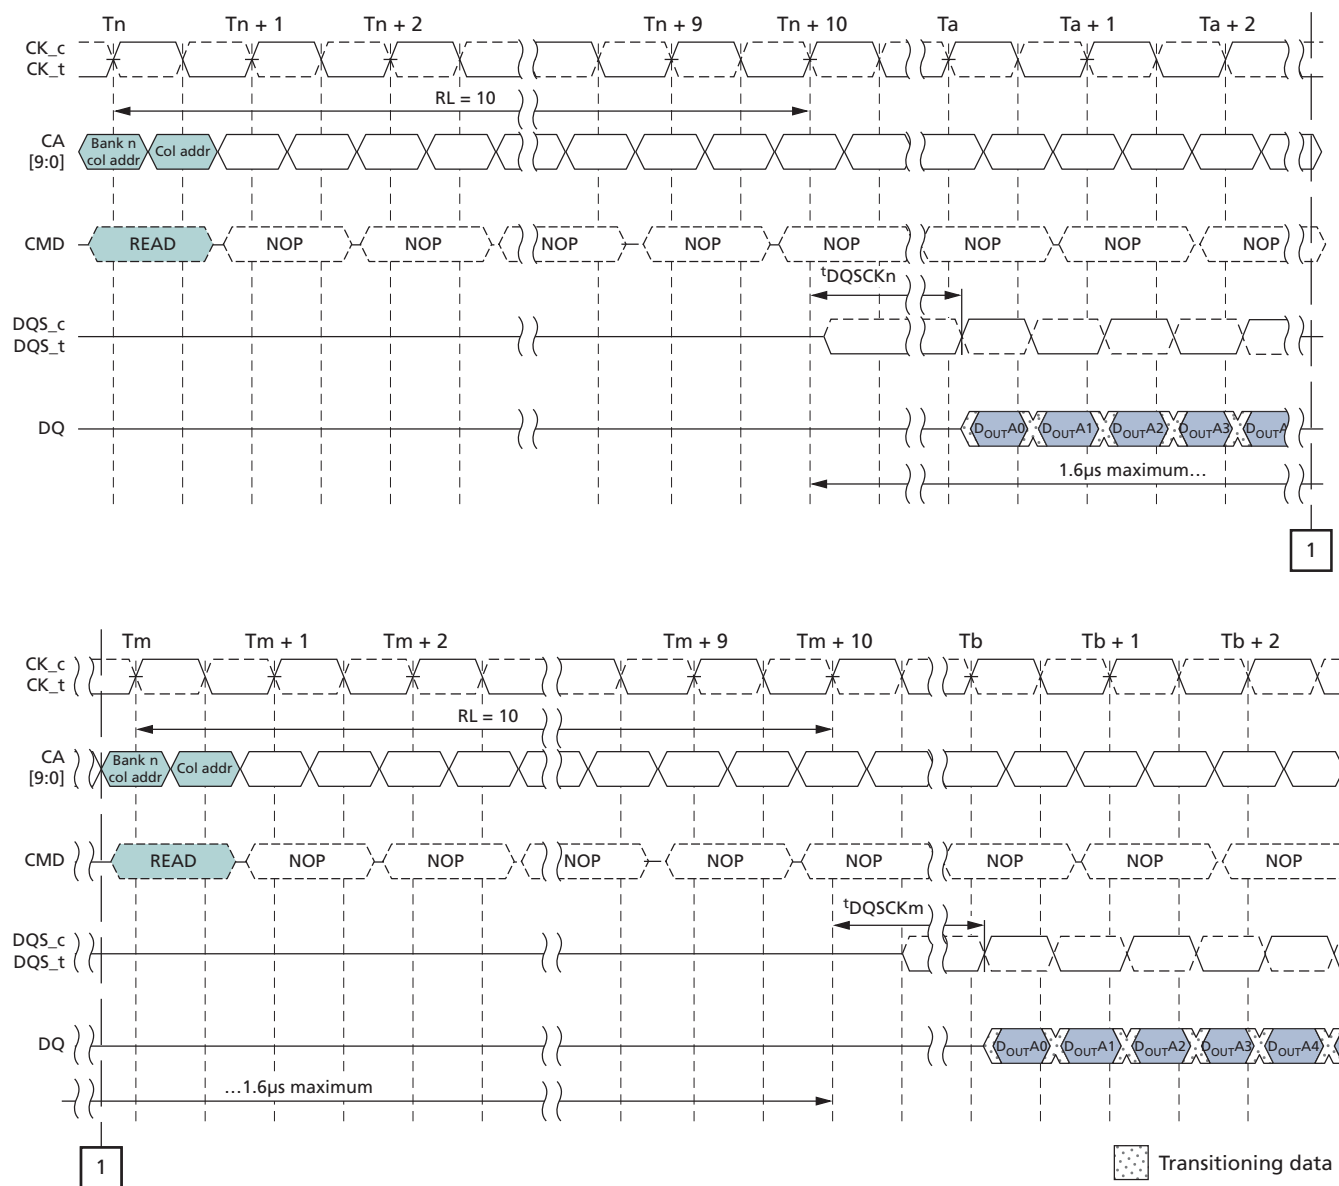 Tn Tn + 1 Tn + 2 Tn + 9 Tn + 10 Ta Ta + 1 Ta + 2
CK_c
CK_t
RL = 10
CA
[9:0]
Bank n
col addr
Col addr
CMD READ NOP NOP NOP NOP NOP NOP NOP NOP
tDQSCKn
DQS_c
DQS_t
DQ DOUTA0 DOUTA1 DOUTA2 DOUTA3 DOUTA
1.6µs maximum…
1
Tm Tm + 1 Tm + 2 Tm + 9 Tm + 10 Tb Tb + 1 Tb + 2
CK_c
CK_t
RL = 10
CA
[9:0]
Bank n
col addr
Col addr
CMD READ NOP NOP NOP NOP NOP NOP NOP NOP
tDQSCKm
DQS_c
DQS_t
DQ DOUTA0 DOUTA1 DOUTA2 DOUTA3 DOUTA4
…1.6µs maximum
1
Transitioning data